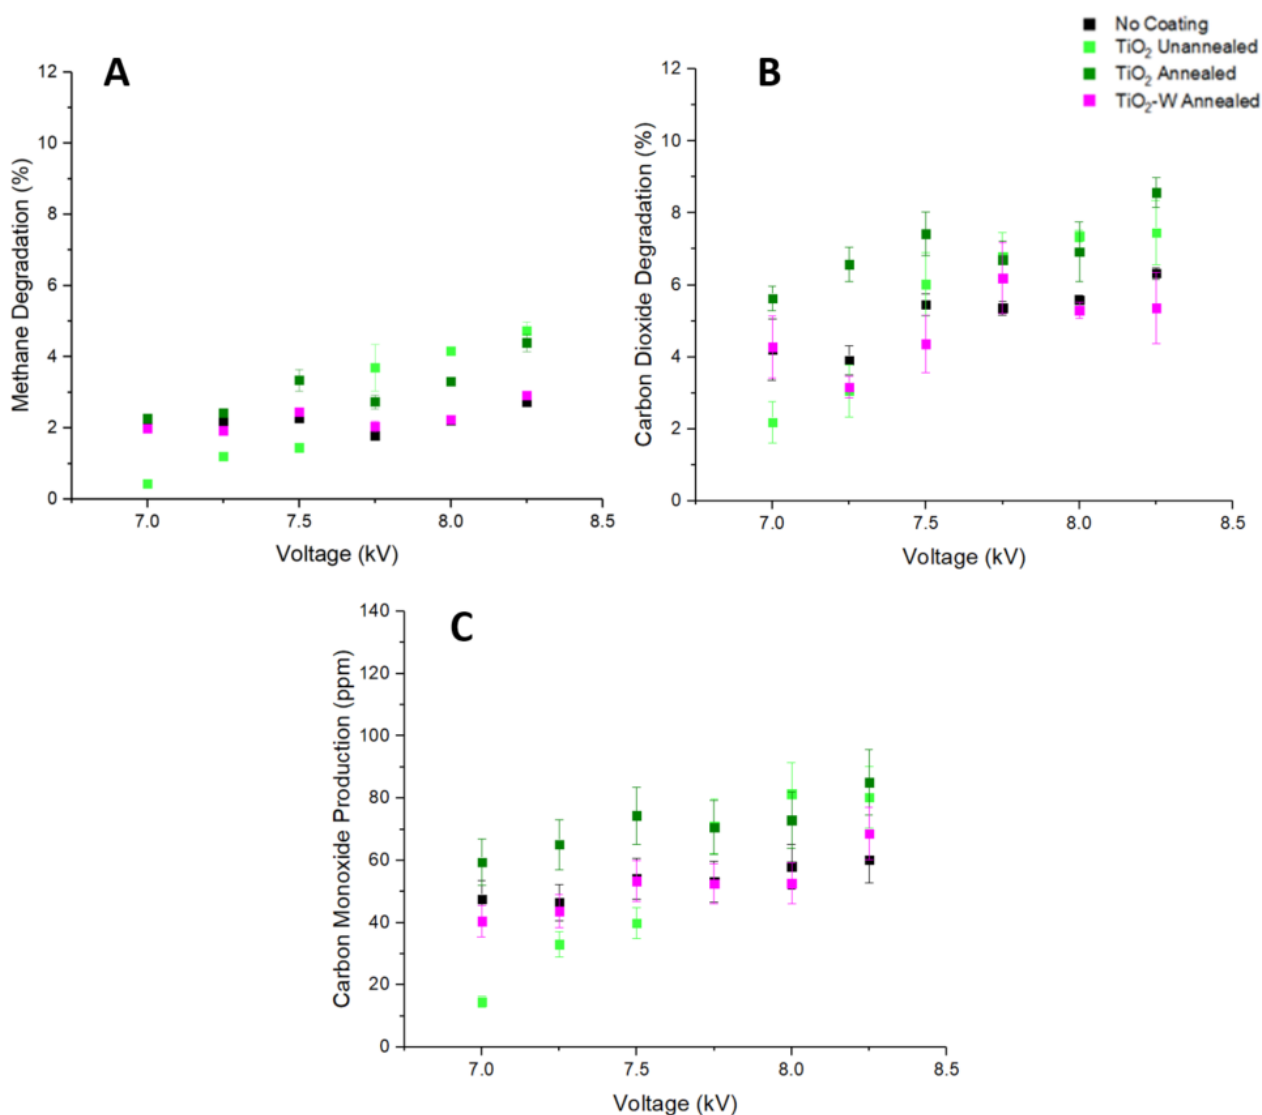 No Coating
TiO₂ Unannealed
TiO₂ Annealed
TiO₂-W Annealed
A
12
10
8
6
4
2
0
Methane Degradation (%)
7.0 7.5 8.0 8.5
Voltage (kV)
B
12
10
8
6
4
2
0
Carbon Dioxide Degradation (%)
7.0 7.5 8.0 8.5
Voltage (kV)
C
140
120
100
80
60
40
20
0
Carbon Monoxide Production (ppm)
7.0 7.5 8.0 8.5
Voltage (kV)